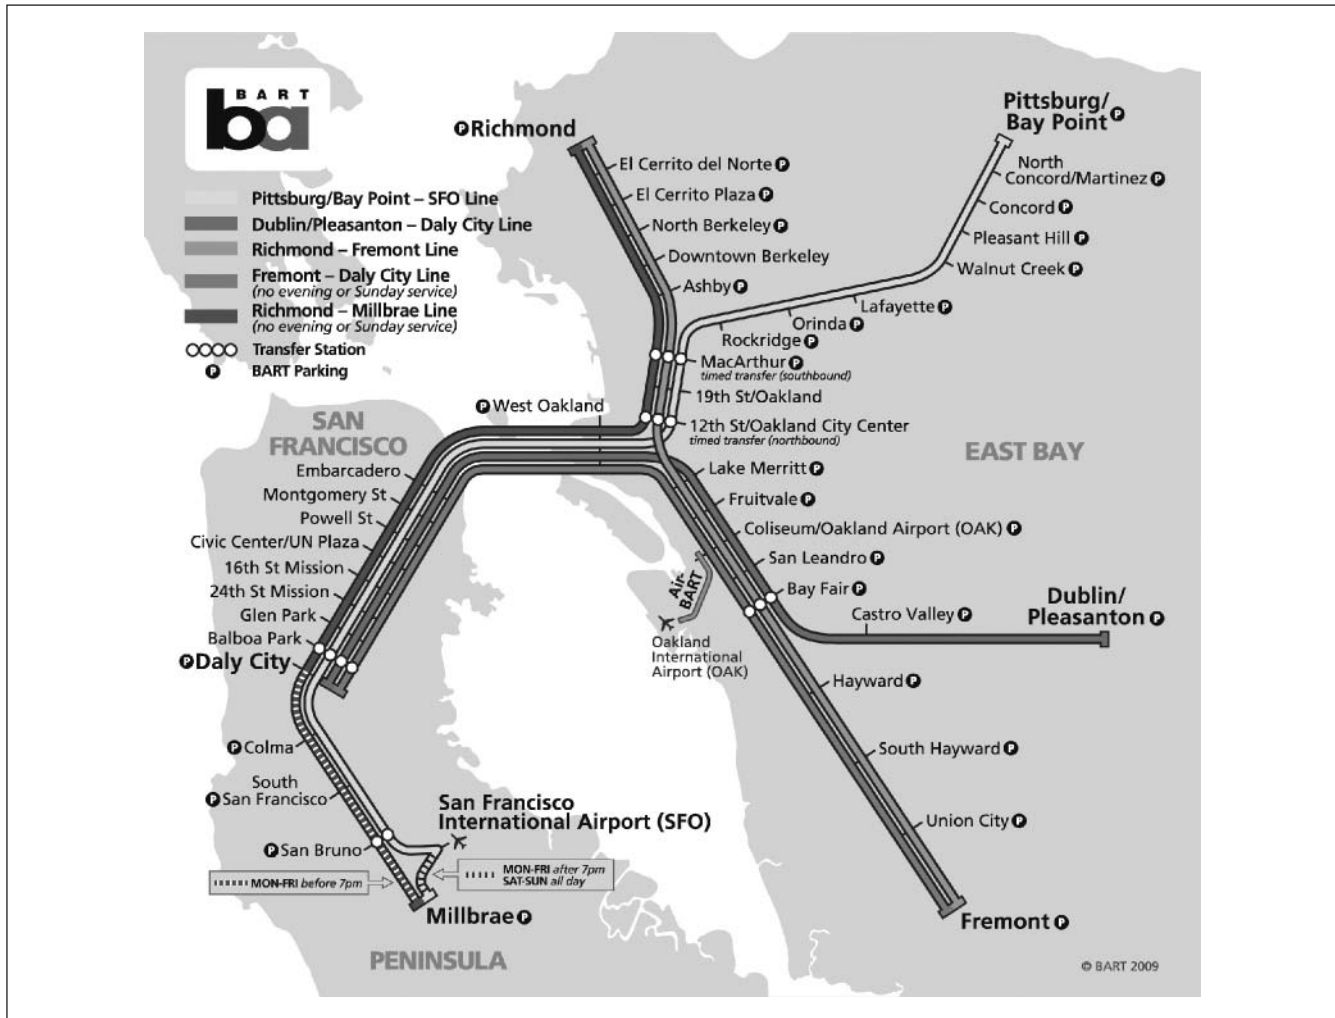 BART
ba
Pittsburg/Bay Point – SFO Line
Dublin/Pleasanton – Daly City Line
Richmond – Fremont Line
Fremont – Daly City Line
(no evening or Sunday service)
Richmond – Millbrae Line
(no evening or Sunday service)
Transfer Station
P BART Parking
P Richmond
El Cerrito del Norte P
El Cerrito Plaza P
North Berkeley P
Downtown Berkeley
Ashby P
Pittsburg/
Bay Point P
North
Concord/Martinez P
Concord P
Pleasant Hill P
Walnut Creek P
Lafayette P
Orinda P
Rockridge P
MacArthur P
timed transfer (southbound)
19th St/Oakland
12th St/Oakland City Center
timed transfer (northbound)
P West Oakland
SAN
FRANCISCO
EAST BAY
Embarcadero
Montgomery St
Powell St
Civic Center/UN Plaza
16th St Mission
24th St Mission
Glen Park
Balboa Park
P Daly City
Lake Merritt P
Fruitvale P
Coliseum/Oakland Airport (OAK) P
San Leandro P
Bay Fair P
Castro Valley P
Dublin/
Pleasanton P
Air-
BART
Oakland
International
Airport (OAK)
Hayward P
South Hayward P
Union City P
Fremont P
P Colma
South
P San Francisco
San Francisco
International Airport (SFO)
P San Bruno
MON-FRI before 7pm
MON-FRI after 7pm
SAT-SUN all day
Millbrae P
PENINSULA
© BART 2009